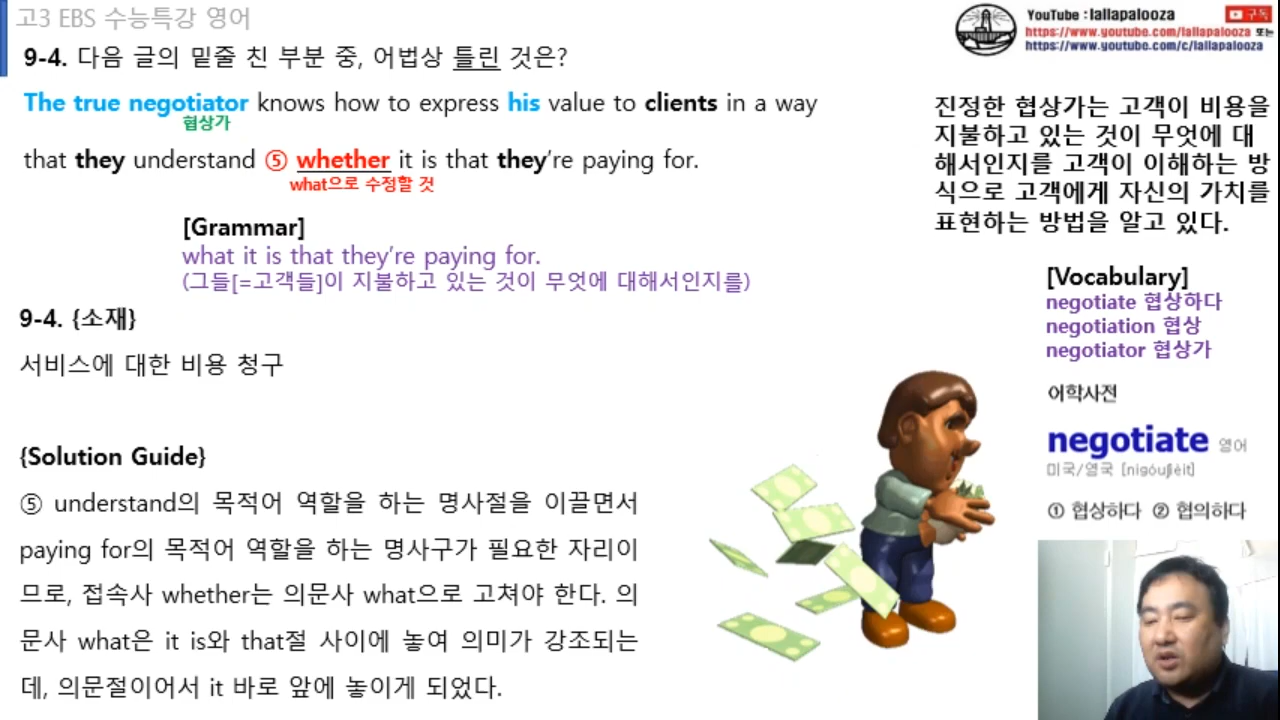 고3 EBS 수능특강 영어
YouTube : lallapalooza
구독
https://www.youtube.com/lallapalooza 또는
https://www.youtube.com/c/lallapalooza
9-4. 다음 글의 밑줄 친 부분 중, 어법상 틀린 것은?
The true negotiator knows how to express his value to clients in a way
협상가
that they understand ⑤ whether it is that they're paying for.
what으로 수정할 것
[Grammar]
what it is that they're paying for.
(그들[=고객들]이 지불하고 있는 것이 무엇에 대해서인지를)
진정한 협상가는 고객이 비용을
지불하고 있는 것이 무엇에 대
해서인지를 고객이 이해하는 방
식으로 고객에게 자신의 가치를
표현하는 방법을 알고 있다.
9-4. {소재}
서비스에 대한 비용 청구
{Solution Guide}
⑤ understand의 목적어 역할을 하는 명사절을 이끌면서
paying for의 목적어 역할을 하는 명사구가 필요한 자리이
므로, 접속사 whether는 의문사 what으로 고쳐야 한다. 의
문사 what은 it is와 that절 사이에 놓여 의미가 강조되는
데, 의문절이어서 it 바로 앞에 놓이게 되었다.
[Vocabulary]
negotiate 협상하다
negotiation 협상
negotiator 협상가
어학사전
negotiate 영어
미국/영국 [nigóuʃièit]
① 협상하다 ② 협의하다